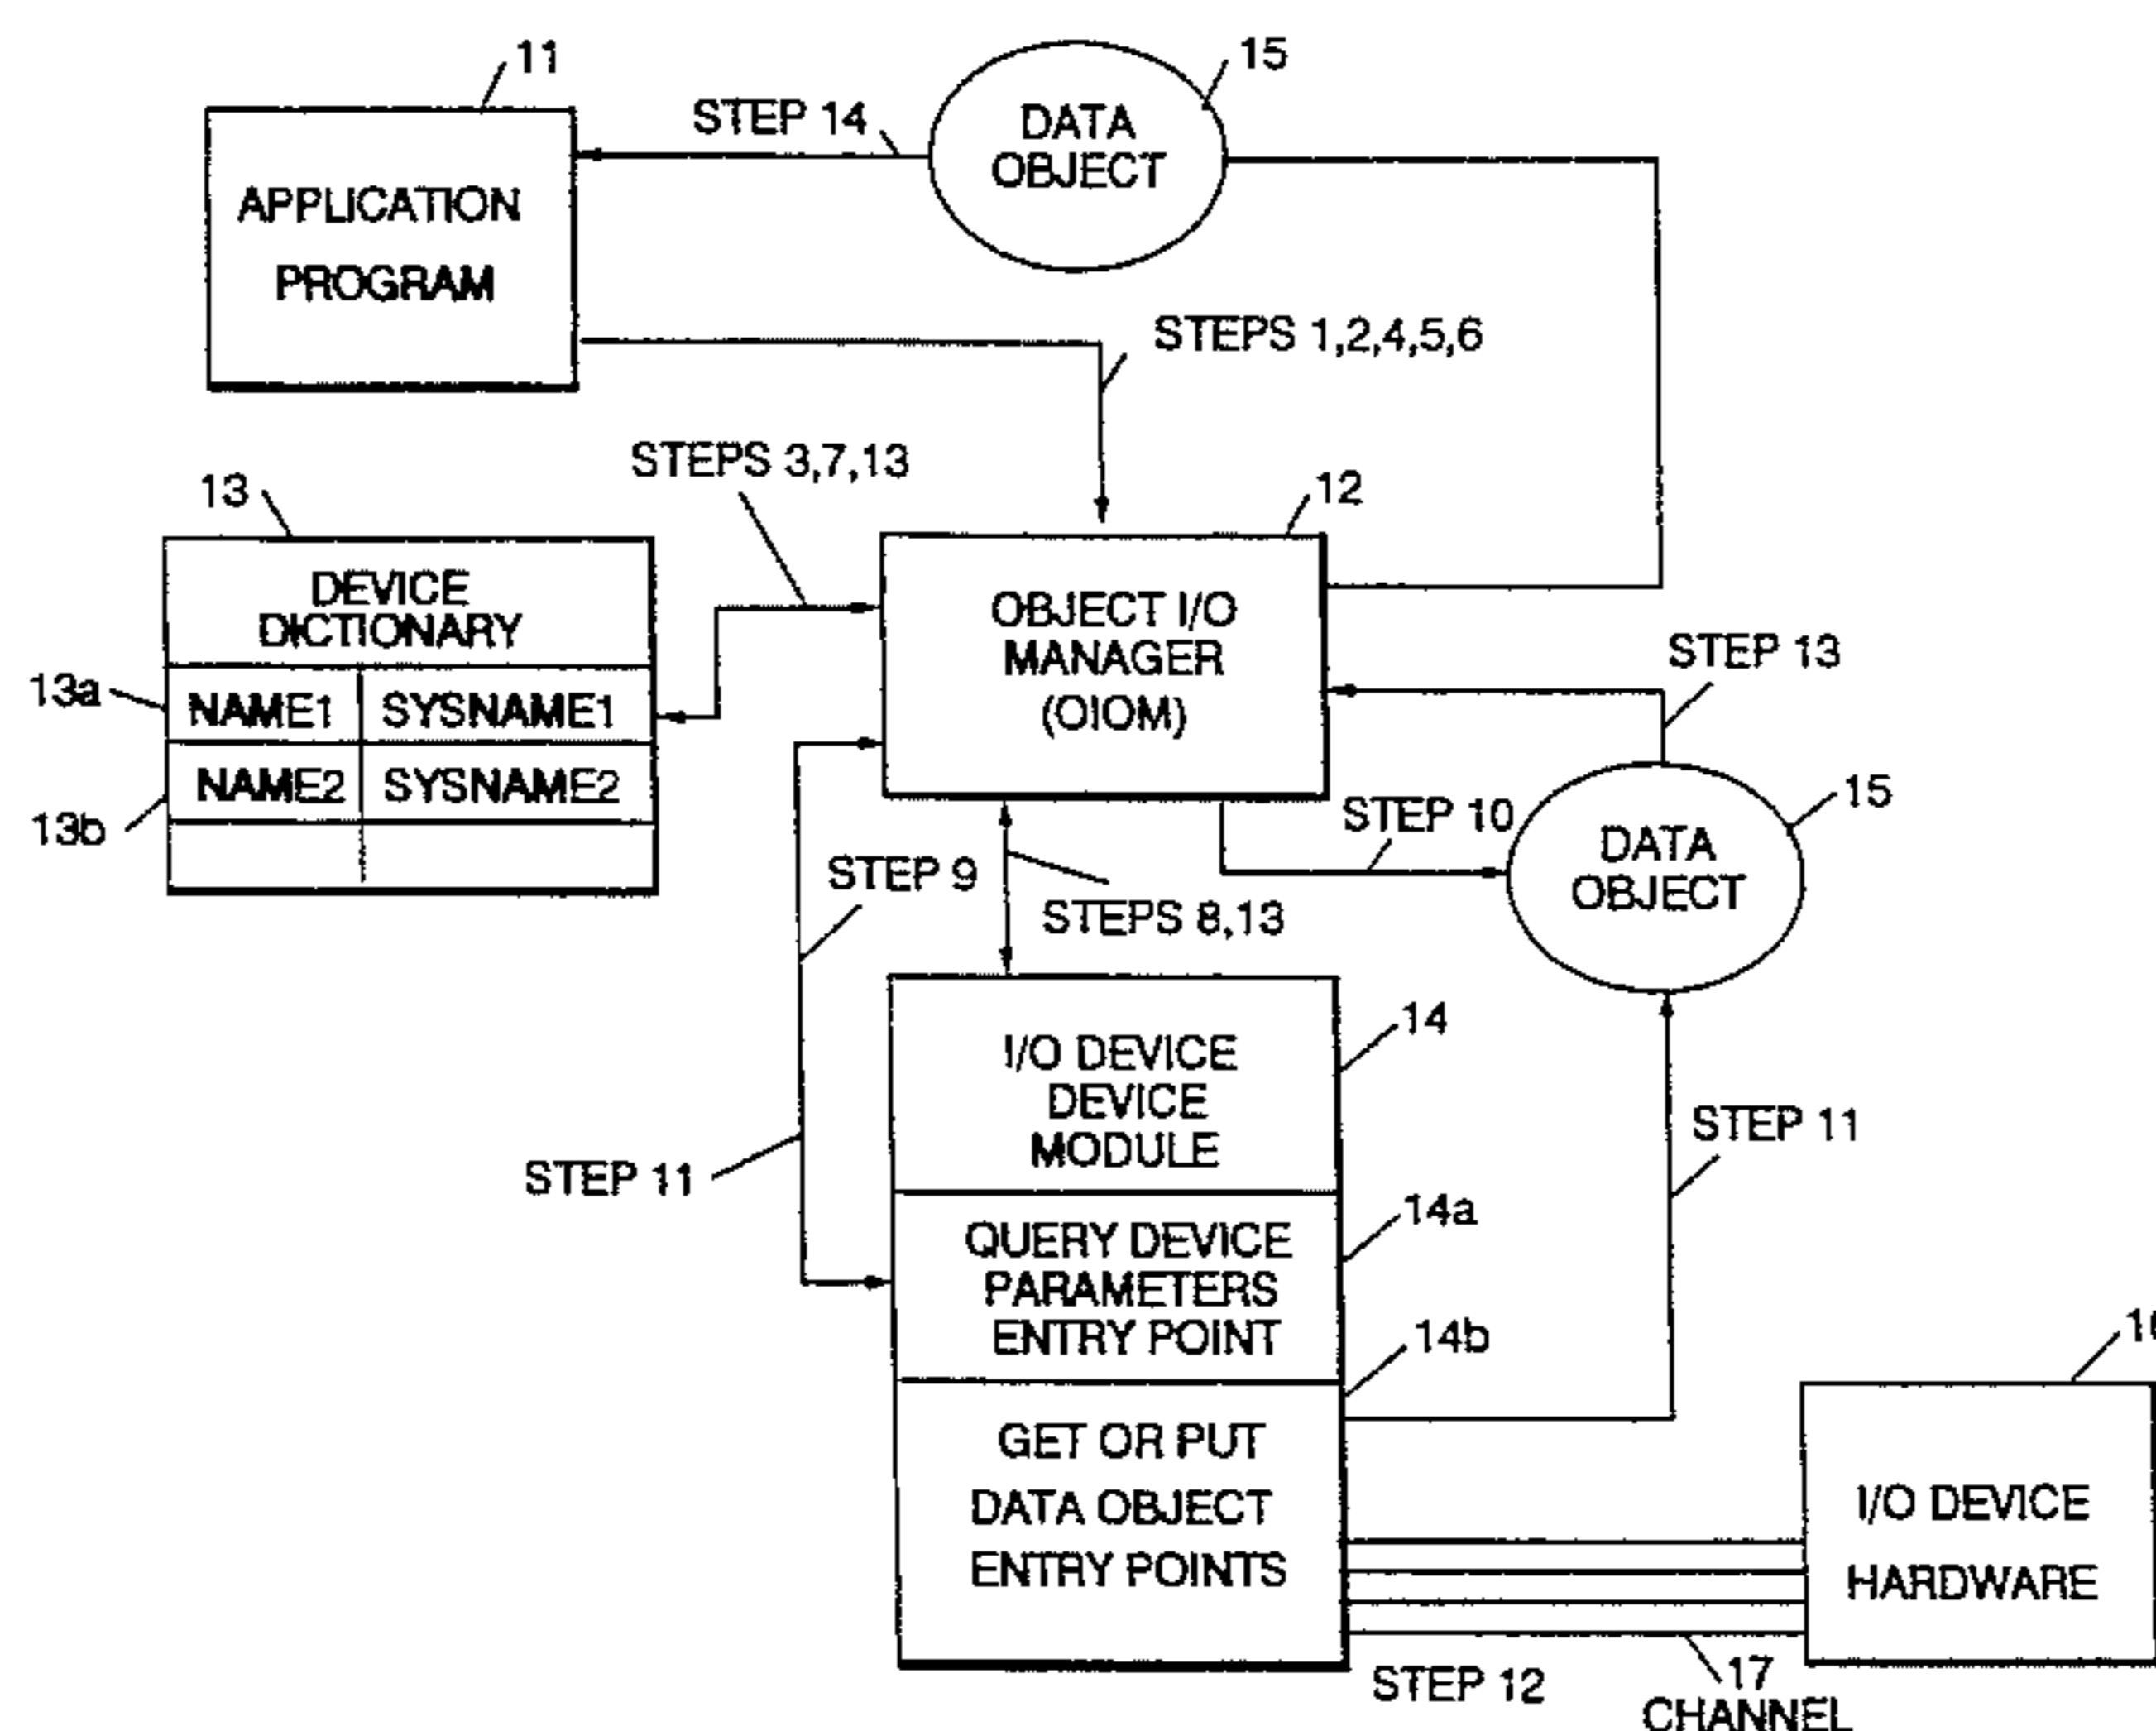 11
15
STEP 14
DATA
OBJECT
APPLICATION
PROGRAM
STEPS 1,2,4,5,6
STEPS 3,7,13
13
12
DEVICE
DICTIONARY
OBJECT I/O
MANAGER
(OIOM)
STEP 13
13a
NAME1 SYSNAME1
NAME2 SYSNAME2
13b
STEP 10
15
DATA
OBJECT
STEP 9
STEPS 8,13
14
I/O DEVICE
DEVICE
MODULE
STEP 11
STEP 11
14a
QUERY DEVICE
PARAMETERS
ENTRY POINT
14b
GET OR PUT
DATA OBJECT
ENTRY POINTS
I/O DEVICE
HARDWARE
STEP 12
17
CHANNEL